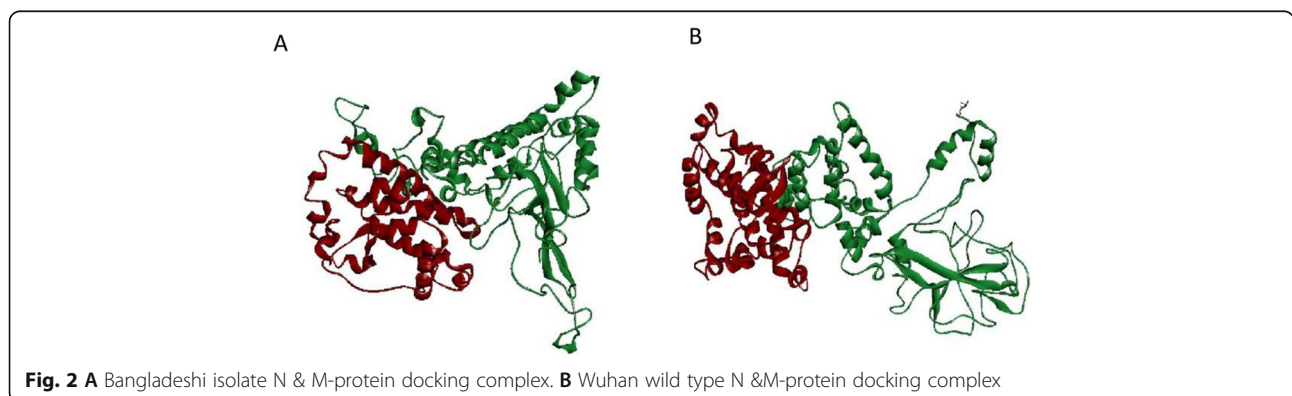 A
B
Fig. 2 A Bangladeshi isolate N & M-protein docking complex. B Wuhan wild type N &M-protein docking complex